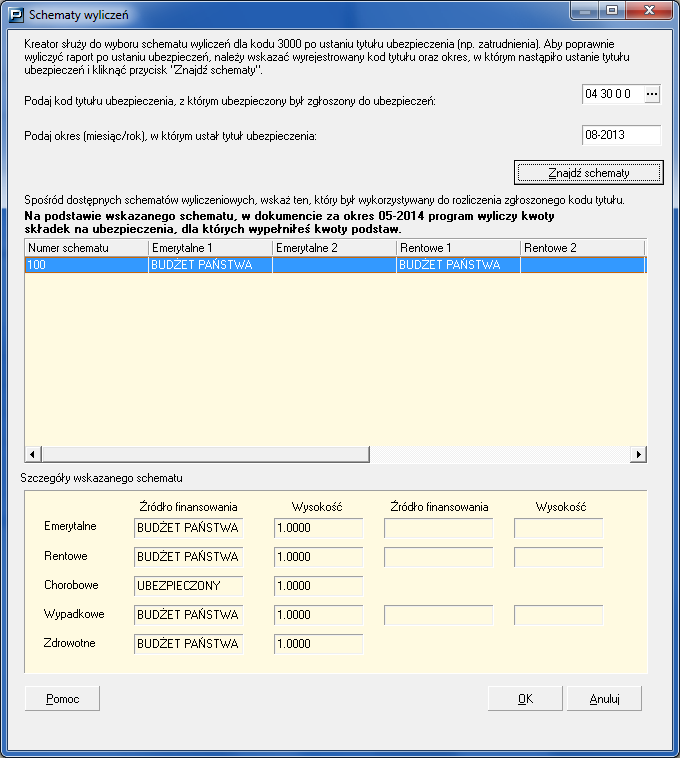 Schematy wyliczeń
Kreator służy do wyboru schematu wyliczeń dla kodu 3000 po ustaniu tytułu ubezpieczenia (np. zatrudnienia). Aby poprawnie
wyliczyć raport po ustaniu ubezpieczeń, należy wskazać wyrejestrowany kod tytułu oraz okres, w którym nastąpiło ustanie tytułu
ubezpieczeń i kliknąć przycisk "Znajdź schematy".
Podaj kod tytułu ubezpieczenia, z którym ubezpieczony był zgłoszony do ubezpieczeń: 04 30 0 0 ...
Podaj okres (miesiąc/rok), w którym ustał tytuł ubezpieczenia: 08-2013
Znajdź schematy
Spośród dostępnych schematów wyliczeniowych, wskaż ten, który był wykorzystywany do rozliczenia zgłoszonego kodu tytułu.
Na podstawie wskazanego schematu, w dokumencie za okres 05-2014 program wyliczy kwoty
składek na ubezpieczenia, dla których wypełniłeś kwoty podstaw.
Numer schematu Emerytalne 1 Emerytalne 2 Rentowe 1 Rentowe 2
100 BUDŻET PAŃSTWA BUDŻET PAŃSTWA
Szczegóły wskazanego schematu
Źródło finansowania Wysokość Źródło finansowania Wysokość
Emerytalne BUDŻET PAŃSTWA 1.0000
Rentowe BUDŻET PAŃSTWA 1.0000
Chorobowe UBEZPIECZONY 1.0000
Wypadkowe BUDŻET PAŃSTWA 1.0000
Zdrowotne BUDŻET PAŃSTWA 1.0000
Pomoc OK Anuluj